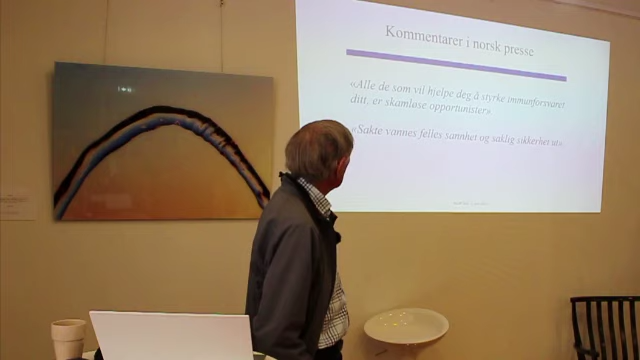 Kommentarer i norsk presse
«Alle de som vil hjelpe deg å styrke immunforsvaret
ditt, er skamløse opportunister»
«Sakte vannes felles sannhet og saklig sikkerhet ut»